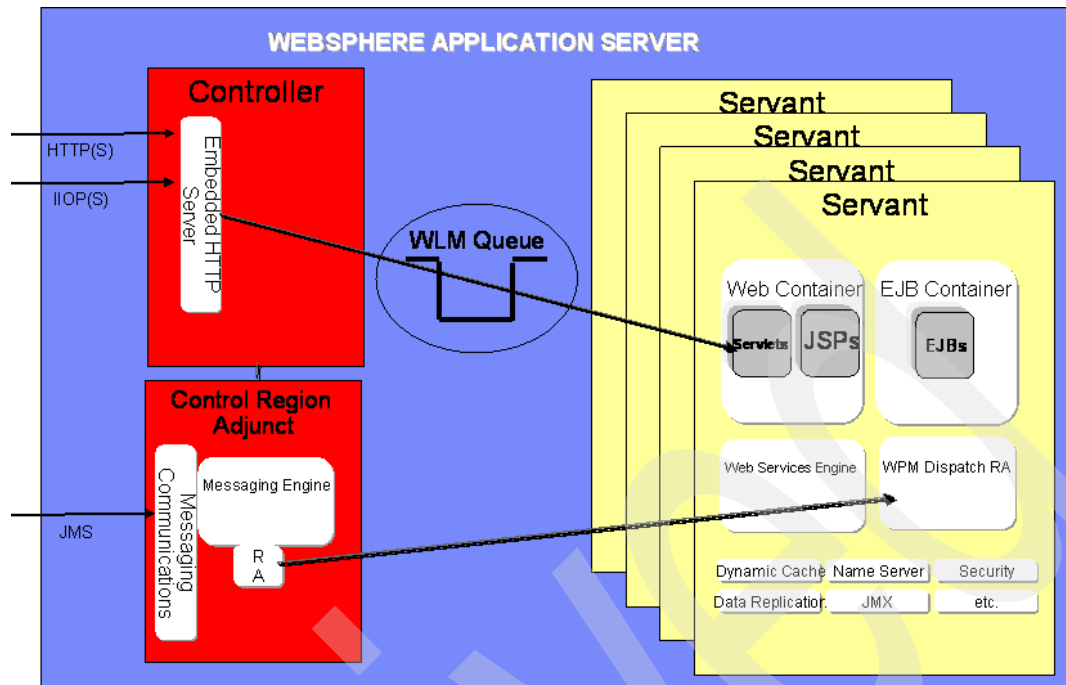 WEBSPHERE APPLICATION SERVER
Controller
HTTP(S)
IIOP(S)
Embedded HTTP
Server
WLM Queue
Control Region
Adjunct
Messaging
Communications
Messaging Engine
R
A
JMS
Servant
Servant
Servant
Servant
Web Container
Servlets
JSPs
EJB Container
EJBs
Web Services Engine
WPM Dispatch RA
Dynamic Cache
Name Server
Security
Data Replication
JMX
etc.